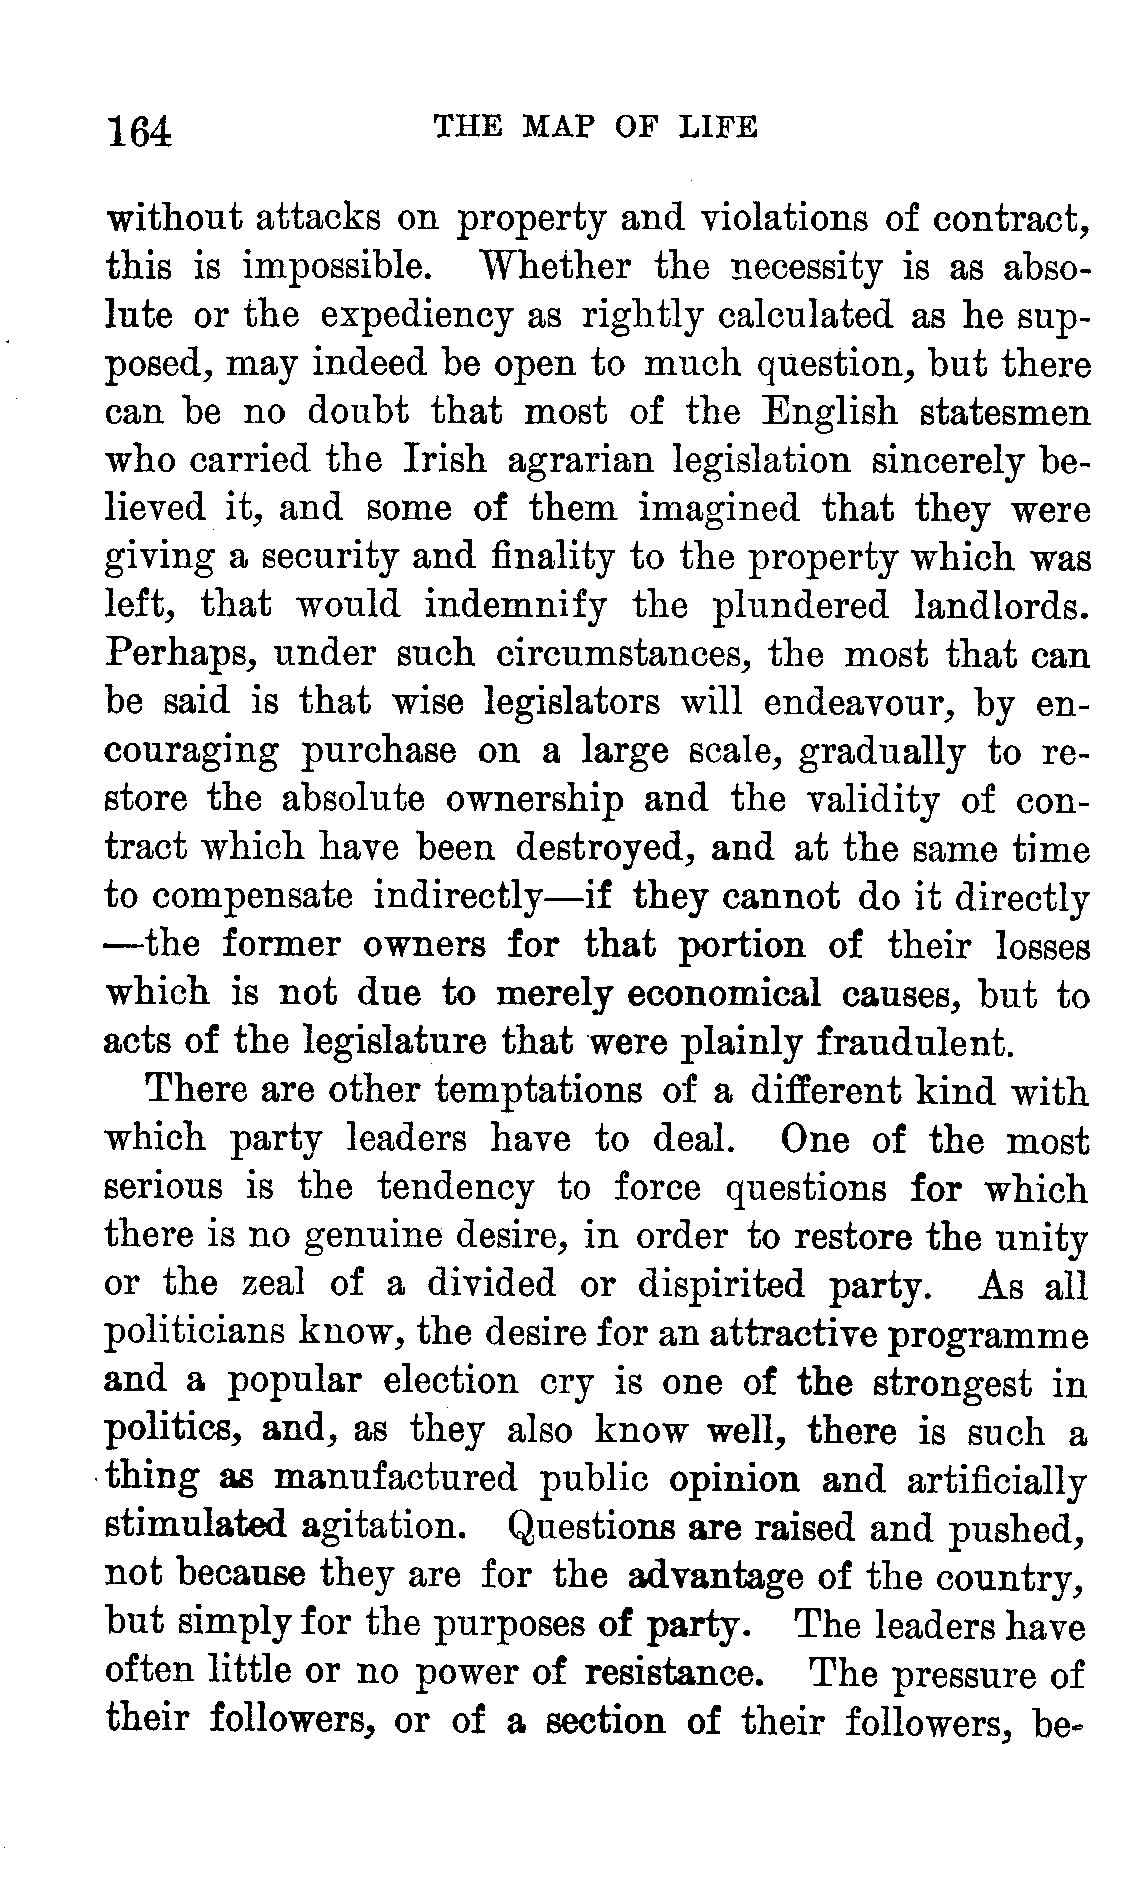 164 THE MAP OF LIFE
without attacks on property and violations of contract,
this is impossible. Whether the necessity is as abso-
lute or the expediency as rightly calculated as he sup-
posed, may indeed be open to much question, but there
can be no doubt that most of the English statesmen
who carried the Irish agrarian legislation sincerely be-
lieved it, and some of them imagined that they were
giving a security and finality to the property which was
left, that would indemnify the plundered landlords.
Perhaps, under such circumstances, the most that can
be said is that wise legislators will endeavour, by en-
couraging purchase on a large scale, gradually to re-
store the absolute ownership and the validity of con-
tract which have been destroyed, and at the same time
to compensate indirectly—if they cannot do it directly
—the former owners for that portion of their losses
which is not due to merely economical causes, but to
acts of the legislature that were plainly fraudulent.
There are other temptations of a different kind with
which party leaders have to deal. One of the most
serious is the tendency to force questions for which
there is no genuine desire, in order to restore the unity
or the zeal of a divided or dispirited party. As all
politicians know, the desire for an attractive programme
and a popular election cry is one of the strongest in
politics, and, as they also know well, there is such a
thing as manufactured public opinion and artificially
stimulated agitation. Questions are raised and pushed,
not because they are for the advantage of the country,
but simply for the purposes of party. The leaders have
often little or no power of resistance. The pressure of
their followers, or of a section of their followers, be-